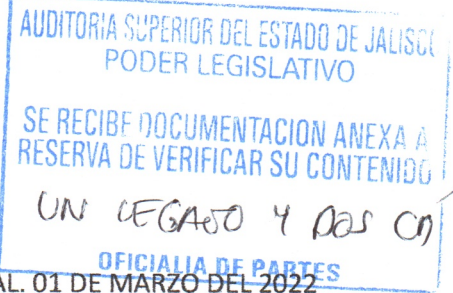 AUDITORIA SUPERIOR DEL ESTADO DE JALISCO
PODER LEGISLATIVO
SE RECIBE DOCUMENTACION ANEXA A
RESERVA DE VERIFICAR SU CONTENIDO
UN LEGAJO Y DOS CD
OFICIALIA DE PARTES
AL. 01 DE MARZO DEL 2022